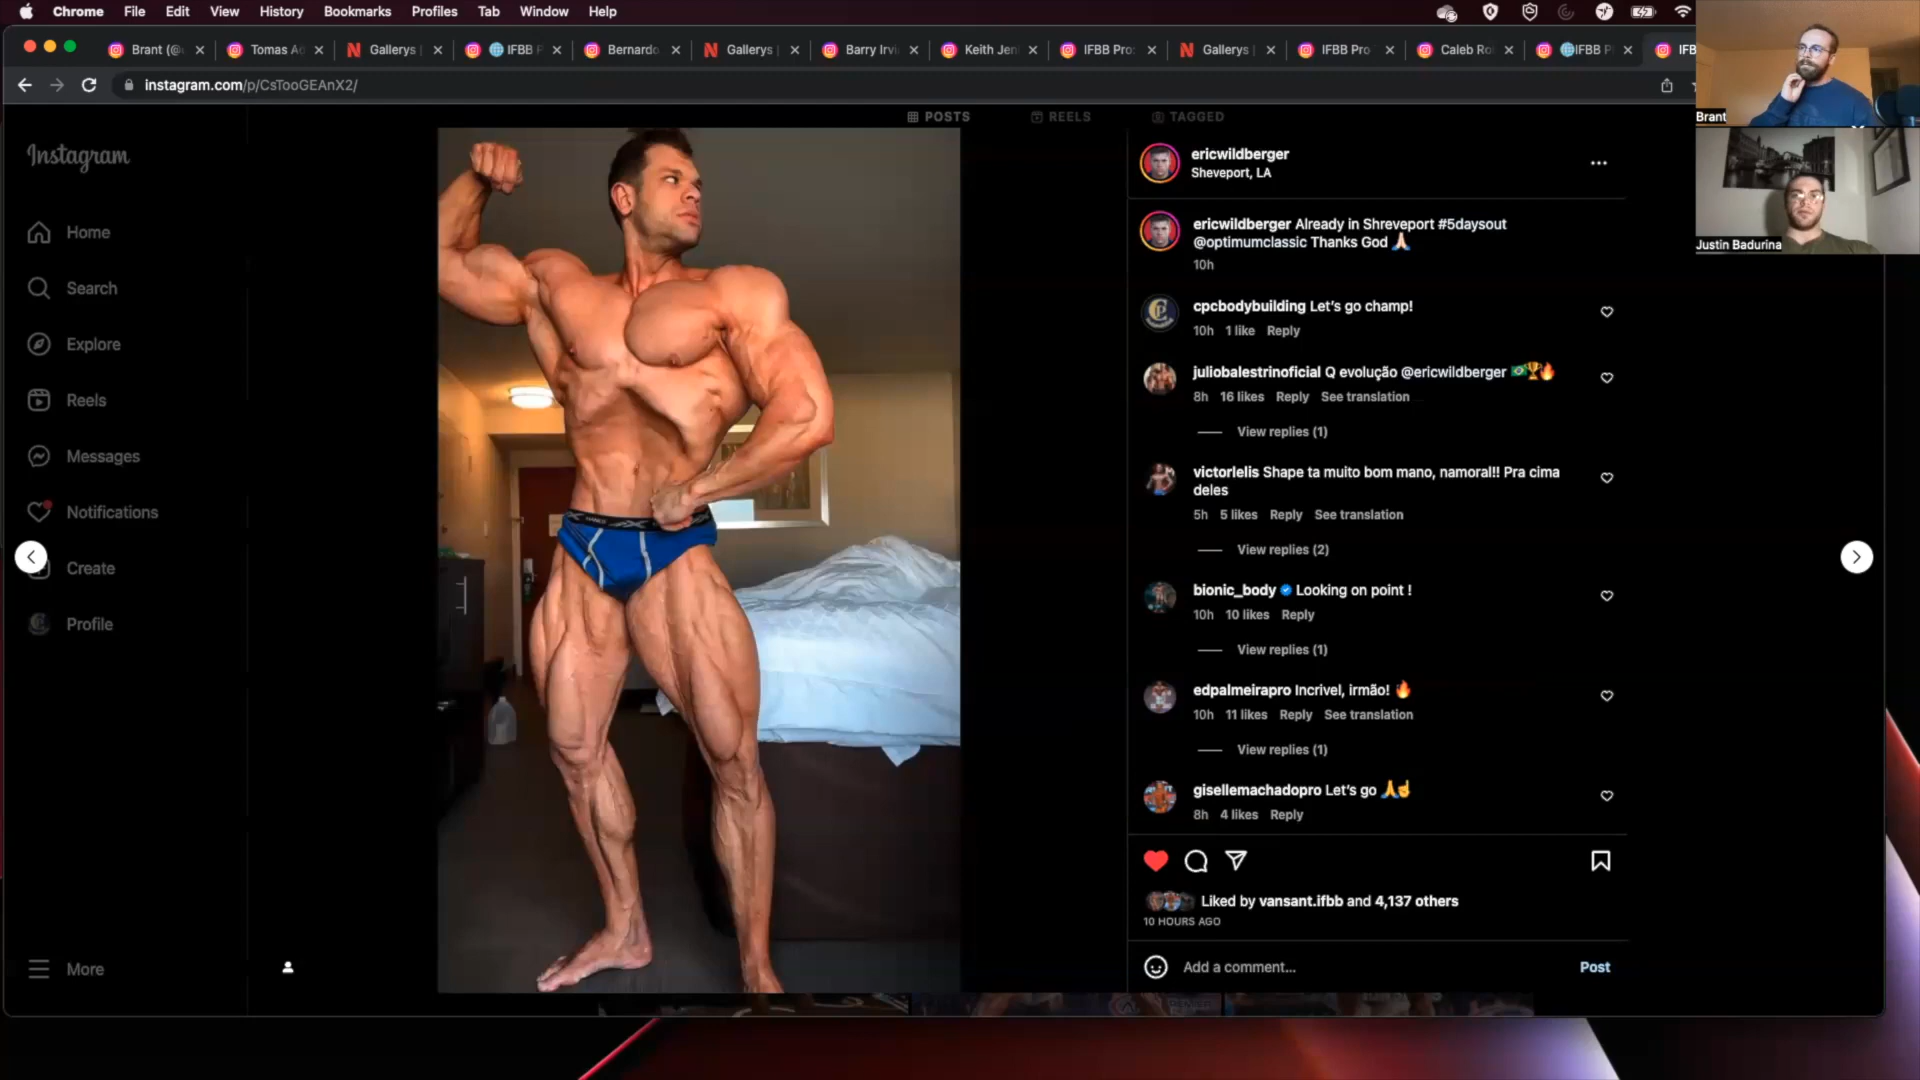 Chrome File Edit View History Bookmarks Profiles Tab Window Help
Brant (@ Tomas A Gallerys IFBB P Bernardo Gallerys Barry Irvi Keith Jen IFBB Pro Gallerys IFBB Pro Caleb Ro IFBB P IFB
instagram.com/p/CsTooGEAnX2/
Brant
Justin Badurina
POSTS REELS TAGGED
Instagram
Home
Search
Explore
Reels
Messages
Notifications
Create
Profile
More
HANES
ericwildberger
Sheveport, LA
ericwildberger Already in Shreveport #5daysout
@optimumclassic Thanks God 🙏🏻
10h
cpcbodybuilding Let's go champ!
10h 1 like Reply
juliobalestrinoficial Q evolução @ericwildberger 🇧🇷🏆🔥
8h 16 likes Reply See translation
View replies (1)
victorlelis Shape ta muito bom mano, namoral!! Pra cima
deles
5h 5 likes Reply See translation
View replies (2)
bionic_body Looking on point !
10h 10 likes Reply
View replies (1)
edpalmeirapro Incrivel, irmão! 🔥
10h 11 likes Reply See translation
View replies (1)
gisellemachadopro Let's go 🙏☝️
8h 4 likes Reply
Liked by vansant.ifbb and 4,137 others
10 HOURS AGO
Add a comment... Post